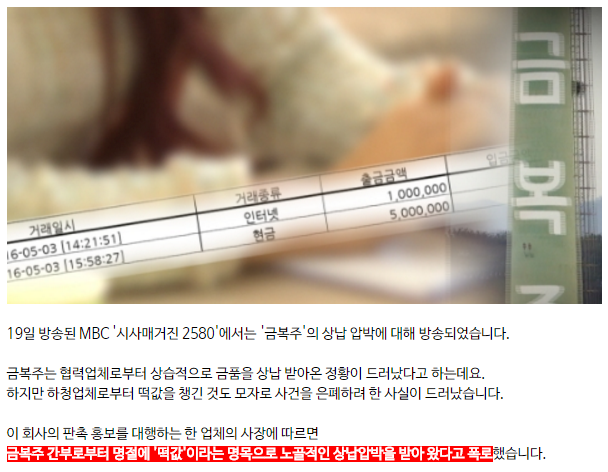 금복주
거래일시 거래종류 출금금액 입금
16-05-03 [14:21:51] 인터넷 1,000,000
16-05-03 [15:58:27] 현금 5,000,000
19일 방송된 MBC '시사매거진 2580'에서는 '금복주'의 상납 압박에 대해 방송되었습니다.
금복주는 협력업체로부터 상습적으로 금품을 상납 받아온 정황이 드러났다고 하는데요.
하지만 하청업체로부터 떡값을 챙긴 것도 모자로 사건을 은폐하려 한 사실이 드러났습니다.
이 회사의 판촉 홍보를 대행하는 한 업체의 사장에 따르면
금복주 간부로부터 명절에 '떡값'이라는 명목으로 노골적인 상납압박을 받아 왔다고 폭로했습니다.